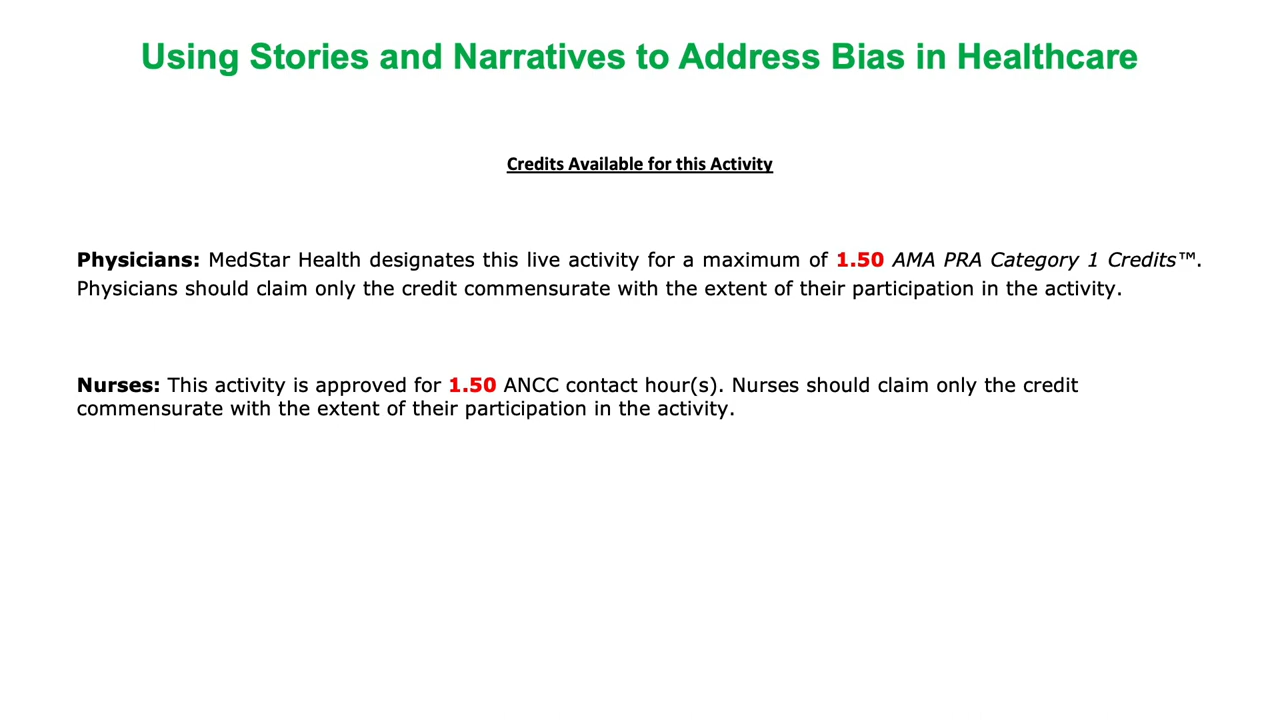 Using Stories and Narratives to Address Bias in Healthcare
Credits Available for this Activity
Physicians: MedStar Health designates this live activity for a maximum of 1.50 AMA PRA Category 1 Credits™.
Physicians should claim only the credit commensurate with the extent of their participation in the activity.
Nurses: This activity is approved for 1.50 ANCC contact hour(s). Nurses should claim only the credit
commensurate with the extent of their participation in the activity.